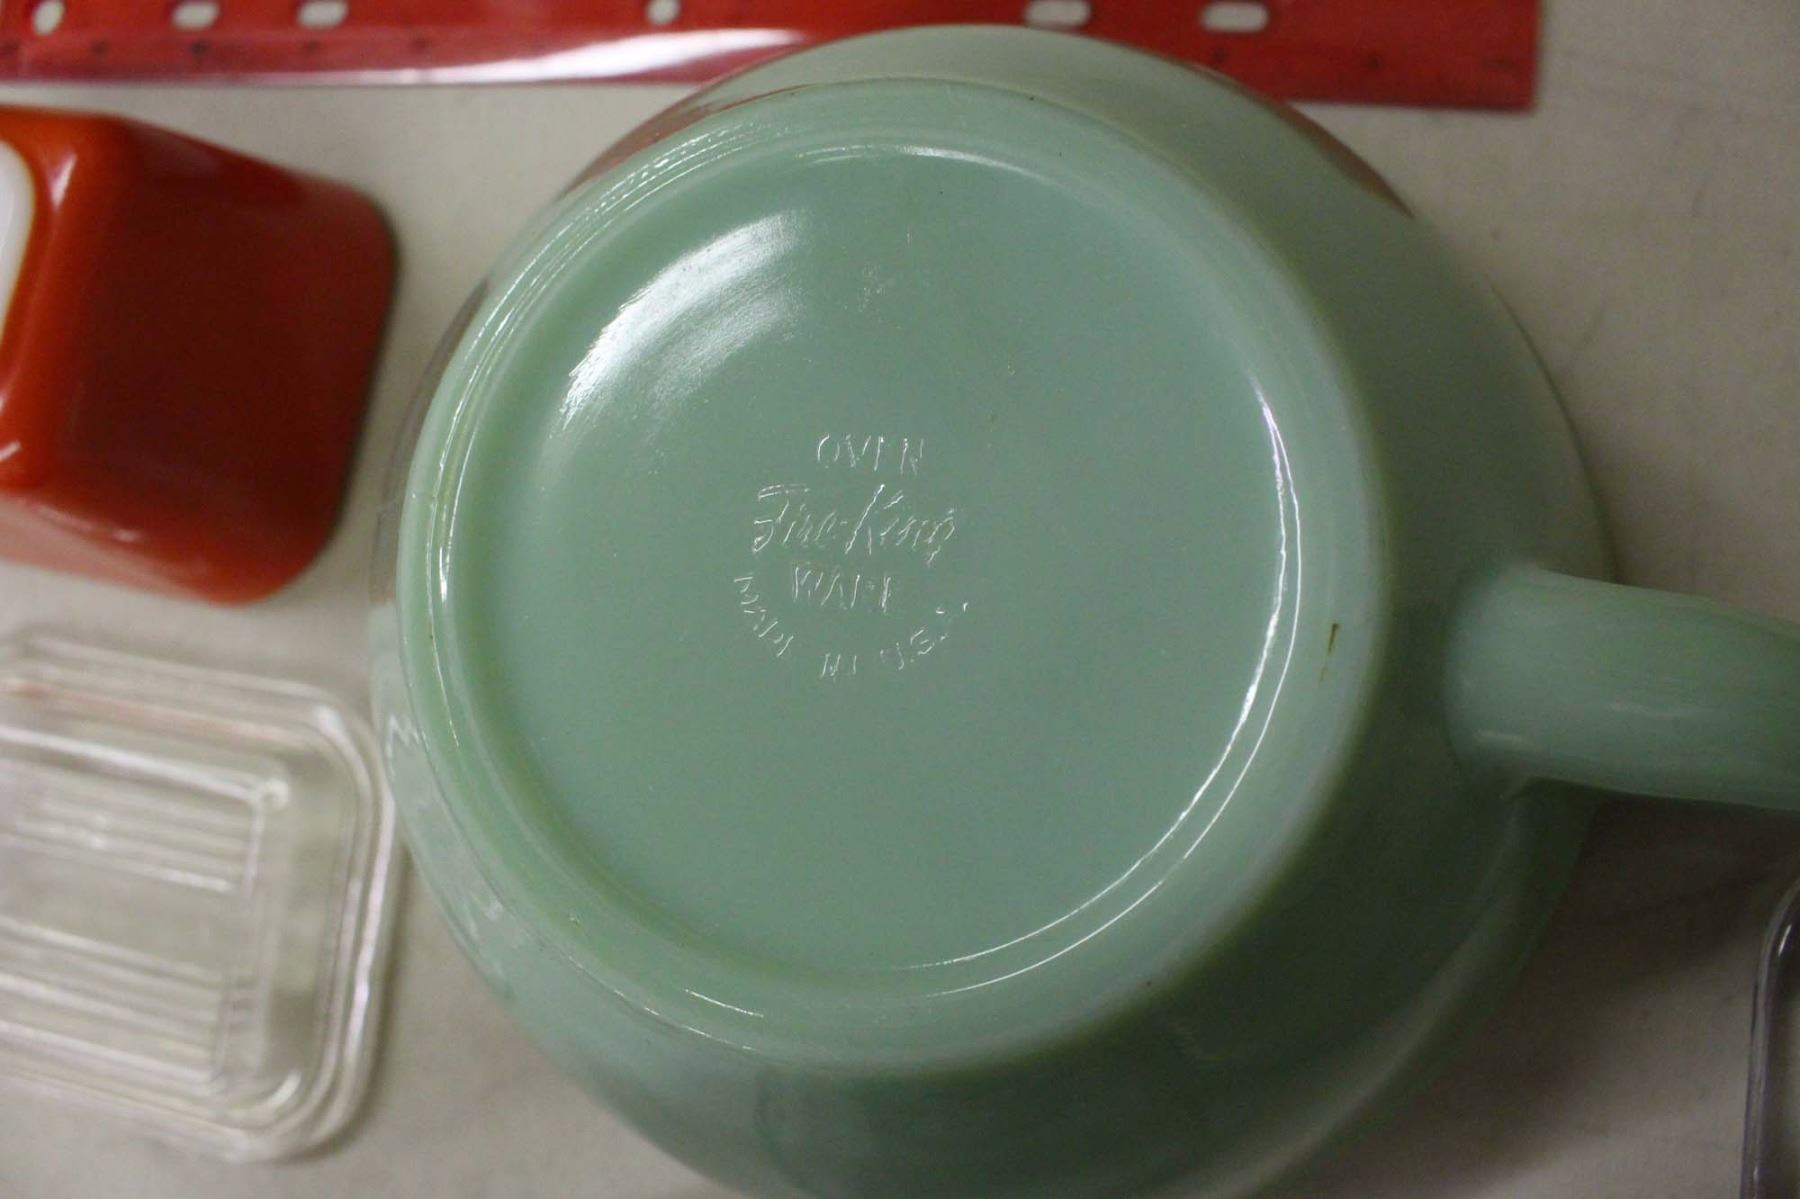 OVEN
Fire-King
WARE
MADE IN U.S.A.